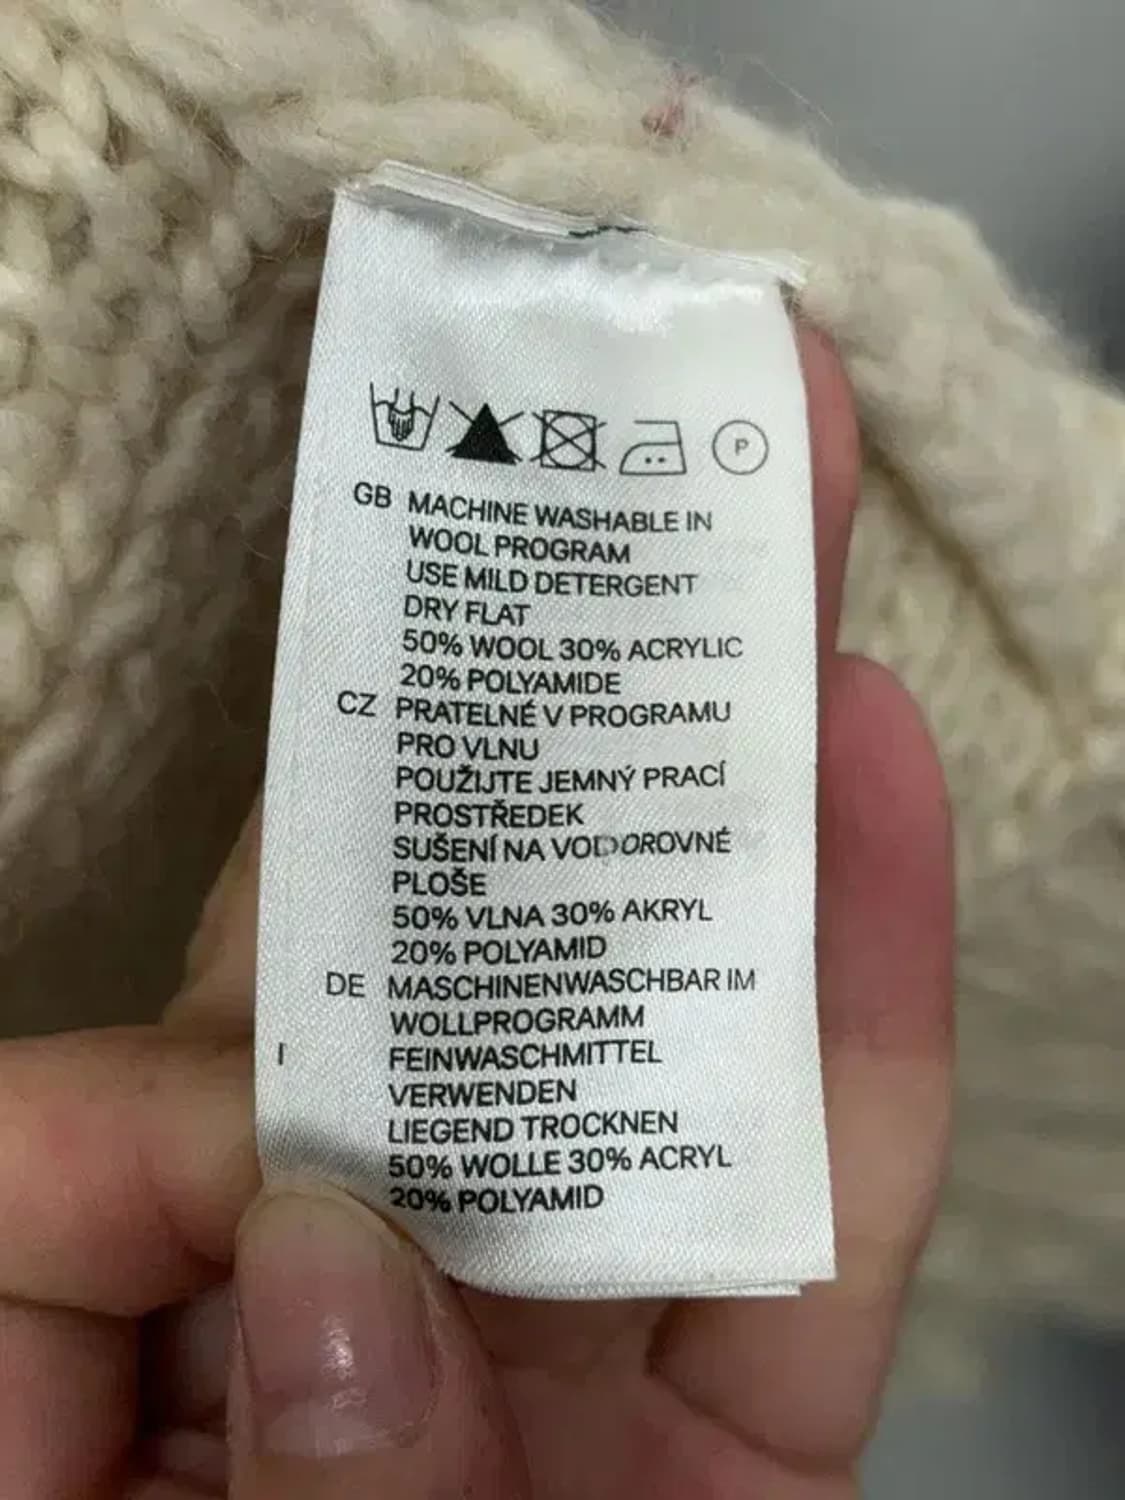 P
GB MACHINE WASHABLE IN
WOOL PROGRAM
USE MILD DETERGENT
DRY FLAT
50% WOOL 30% ACRYLIC
20% POLYAMIDE
CZ PRATELNÉ V PROGRAMU
PRO VLNU
POUŽIJTE JEMNÝ PRACÍ
PROSTŘEDEK
SUŠENÍ NA VODOROVNÉ
PLOŠE
50% VLNA 30% AKRYL
20% POLYAMID
DE MASCHINENWASCHBAR IM
WOLLPROGRAMM
FEINWASCHMITTEL
VERWENDEN
LIEGEND TROCKNEN
50% WOLLE 30% ACRYL
20% POLYAMID